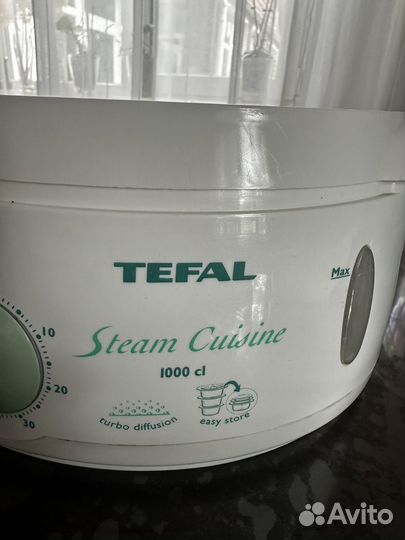 TEFAL
Max
Steam Cuisine
1000 cl
10
20
30
turbo diffusion
easy store
Avito